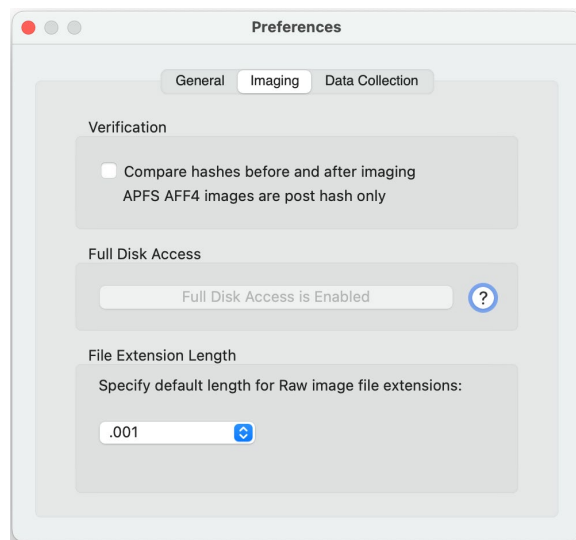 Preferences
General Imaging Data Collection
Verification
Compare hashes before and after imaging
APFS AFF4 images are post hash only
Full Disk Access
Full Disk Access is Enabled ?
File Extension Length
Specify default length for Raw image file extensions:
.001